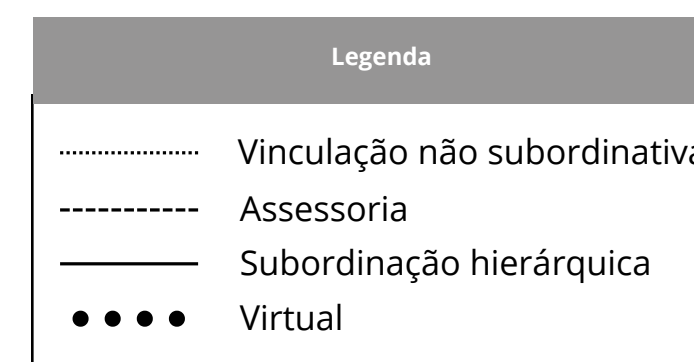 Legenda
Vinculação não subordinativa
Assessoria
Subordinação hierárquica
Virtual